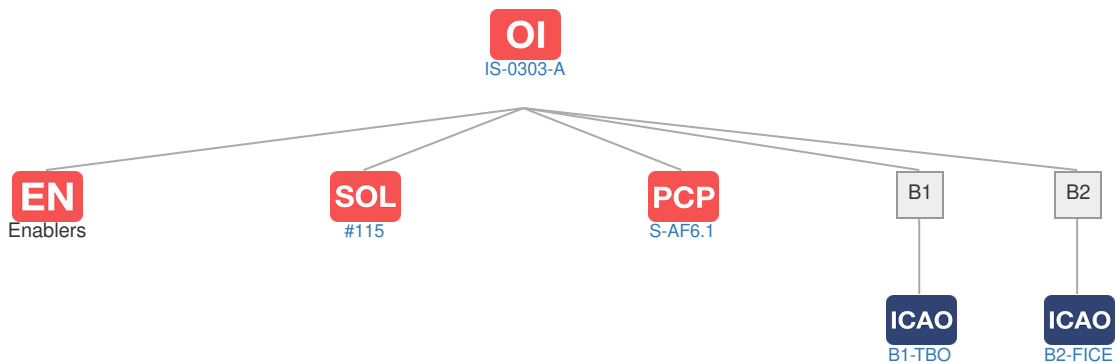 OI
IS-0303-A
EN
Enablers
SOL
#115
PCP
S-AF6.1
B1
B2
ICAO
B1-TBO
ICAO
B2-FICE